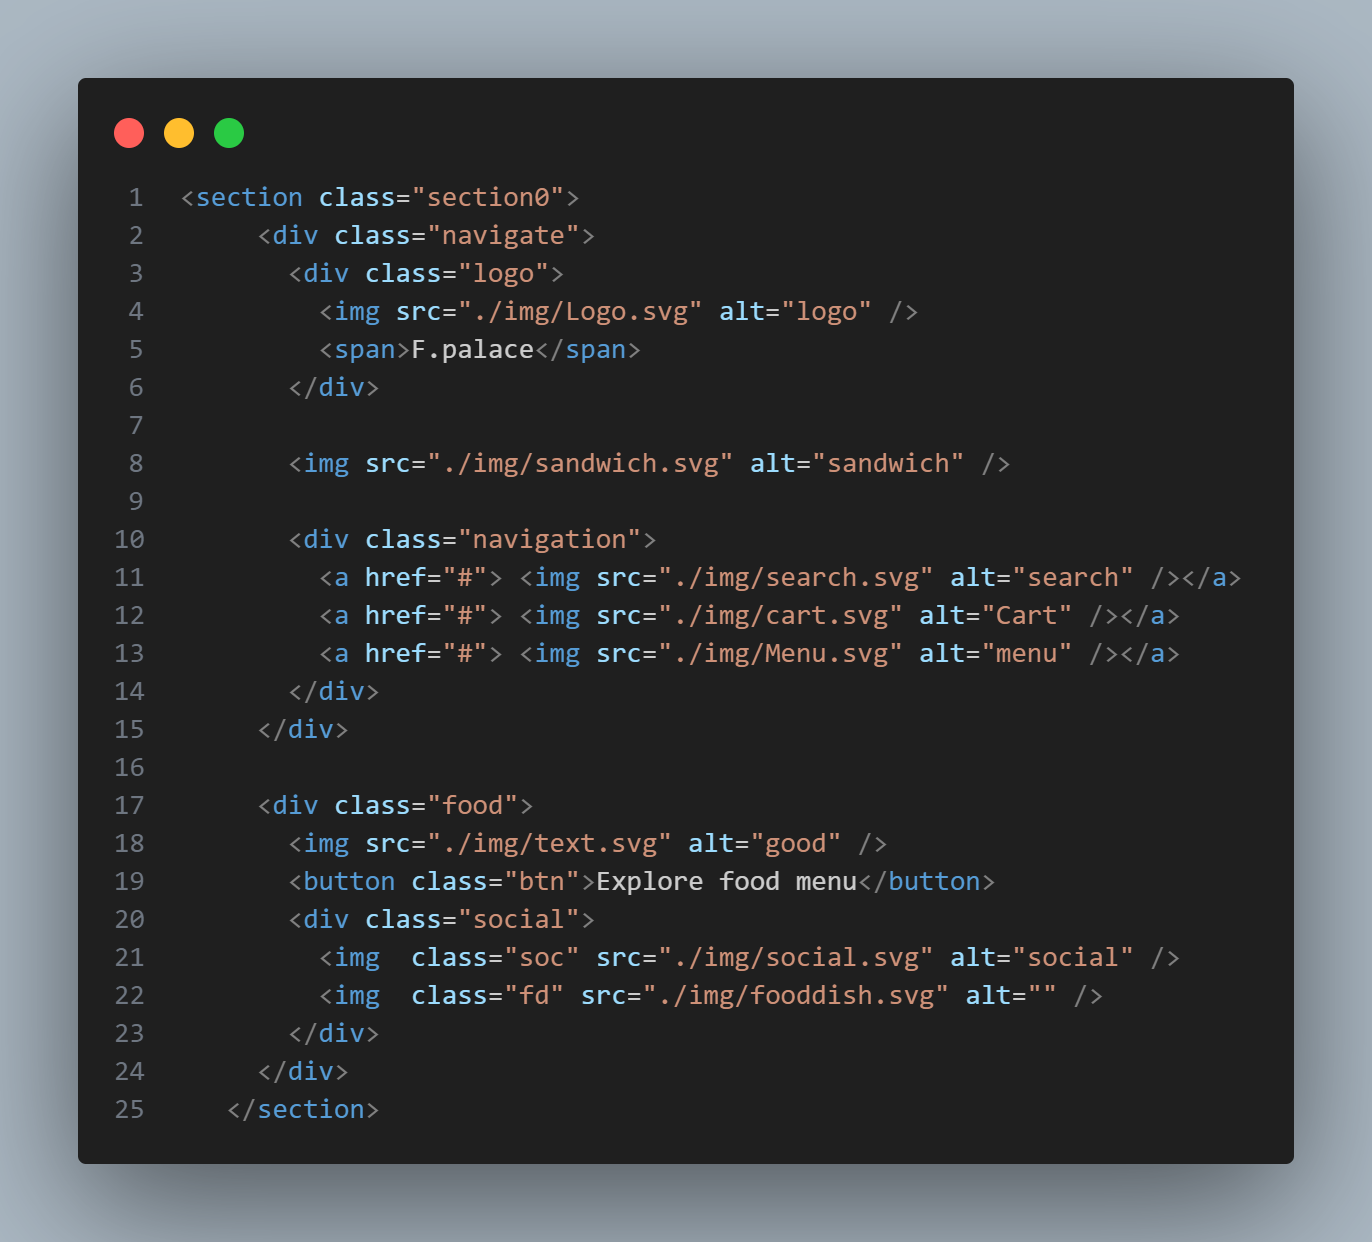 1 <section class="section0">
2 <div class="navigate">
3 <div class="logo">
4 <img src="./img/Logo.svg" alt="logo" />
5 <span>F.palace</span>
6 </div>
7
8 <img src="./img/sandwich.svg" alt="sandwich" />
9
10 <div class="navigation">
11 <a href="#"> <img src="./img/search.svg" alt="search" /></a>
12 <a href="#"> <img src="./img/cart.svg" alt="Cart" /></a>
13 <a href="#"> <img src="./img/Menu.svg" alt="menu" /></a>
14 </div>
15 </div>
16
17 <div class="food">
18 <img src="./img/text.svg" alt="good" />
19 <button class="btn">Explore food menu</button>
20 <div class="social">
21 <img  class="soc" src="./img/social.svg" alt="social" />
22 <img  class="fd" src="./img/fooddish.svg" alt="" />
23 </div>
24 </div>
25 </section>